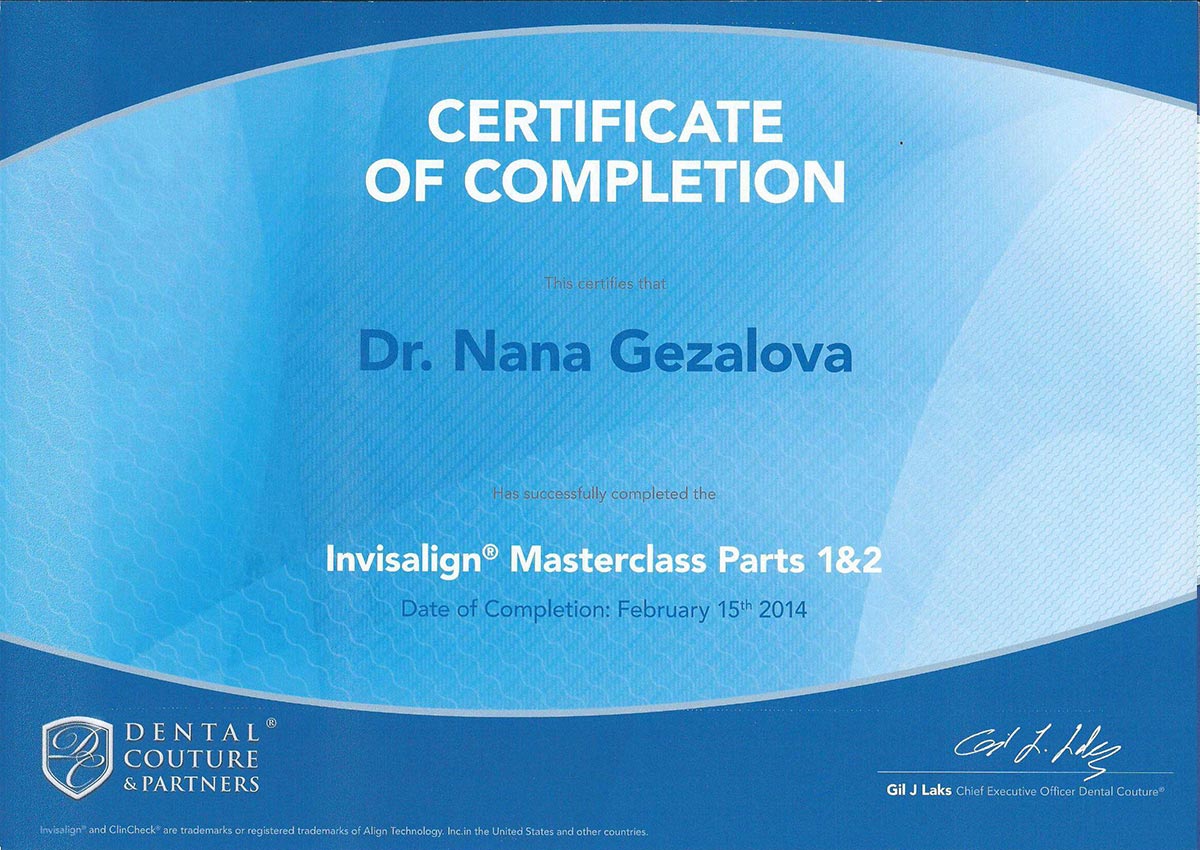 CERTIFICATE
OF COMPLETION
This certifies that
Dr. Nana Gezalova
Has successfully completed the
Invisalign® Masterclass Parts 1&2
Date of Completion: February 15th 2014
DC
DENTAL®
COUTURE
& PARTNERS
Gil J. Laks
Gil J Laks Chief Executive Officer Dental Couture®
Invisalign® and ClinCheck® are trademarks or registered trademarks of Align Technology. Inc.in the United States and other countries.